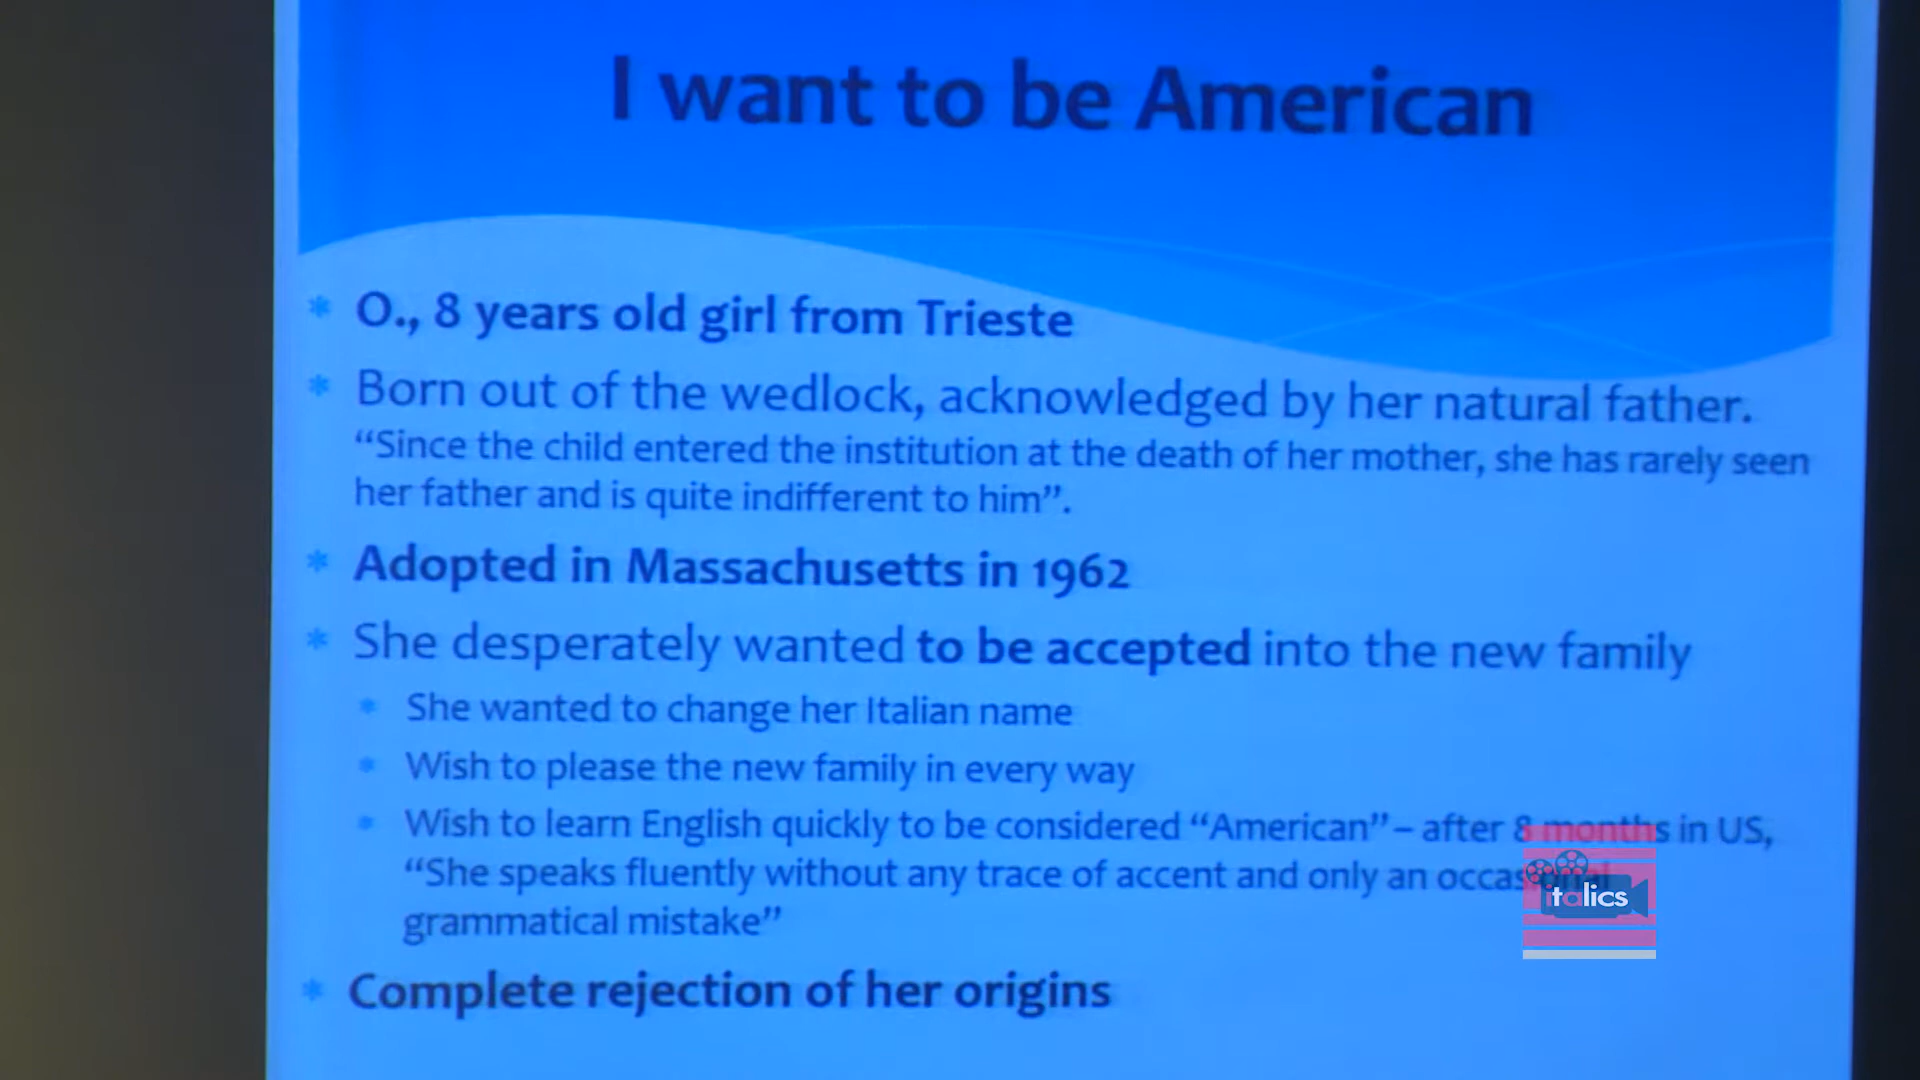 I want to be American
O., 8 years old girl from Trieste
Born out of the wedlock, acknowledged by her natural father.
“Since the child entered the institution at the death of her mother, she has rarely seen
her father and is quite indifferent to him”.
Adopted in Massachusetts in 1962
She desperately wanted to be accepted into the new family
She wanted to change her Italian name
Wish to please the new family in every way
Wish to learn English quickly to be considered “American” – after 8 months in US,
“She speaks fluently without any trace of accent and only an occasional
grammatical mistake”
italics
Complete rejection of her origins